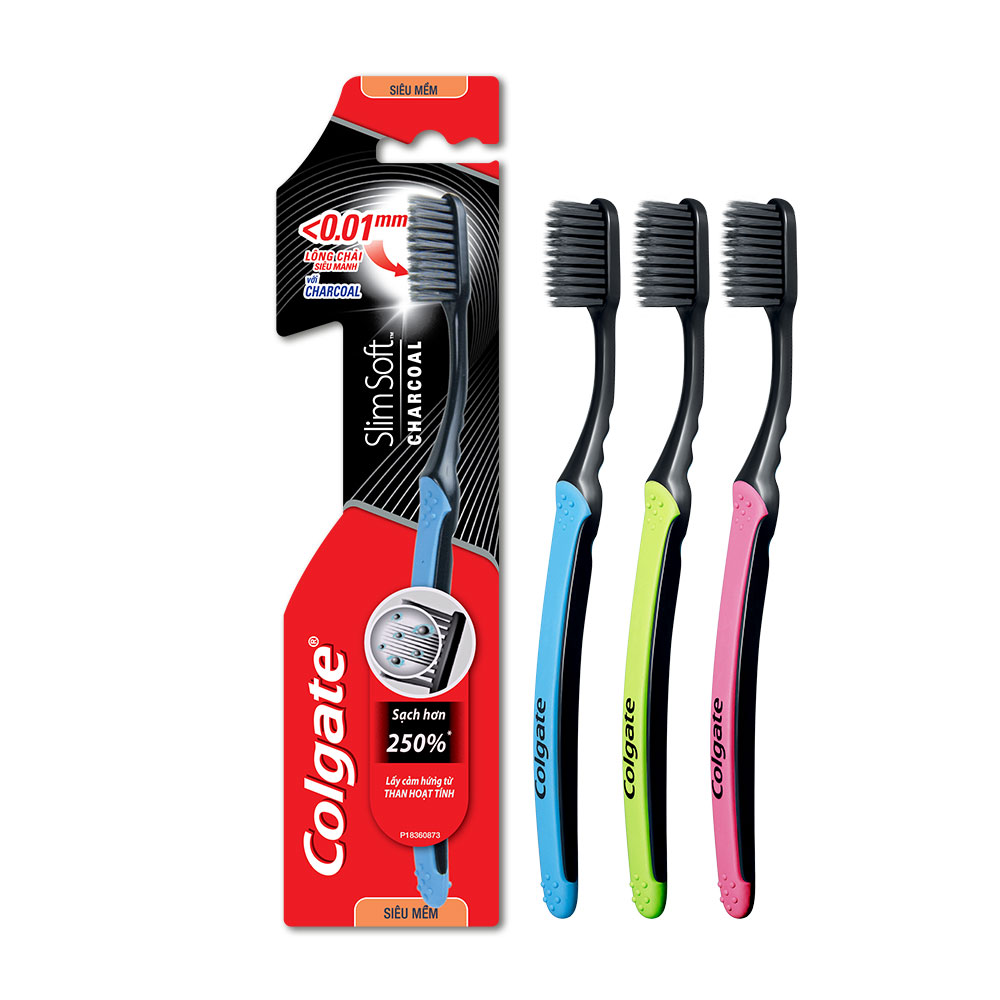 SIÊU MỀM
<0.01mm
LÔNG CHẢI
SIÊU MẢNH
với
CHARCOAL
Slim Soft™
CHARCOAL
Colgate®
Sạch hơn
250%*
Lấy cảm hứng từ
THAN HOẠT TÍNH
P18360873
SIÊU MỀM
Colgate
Colgate
Colgate